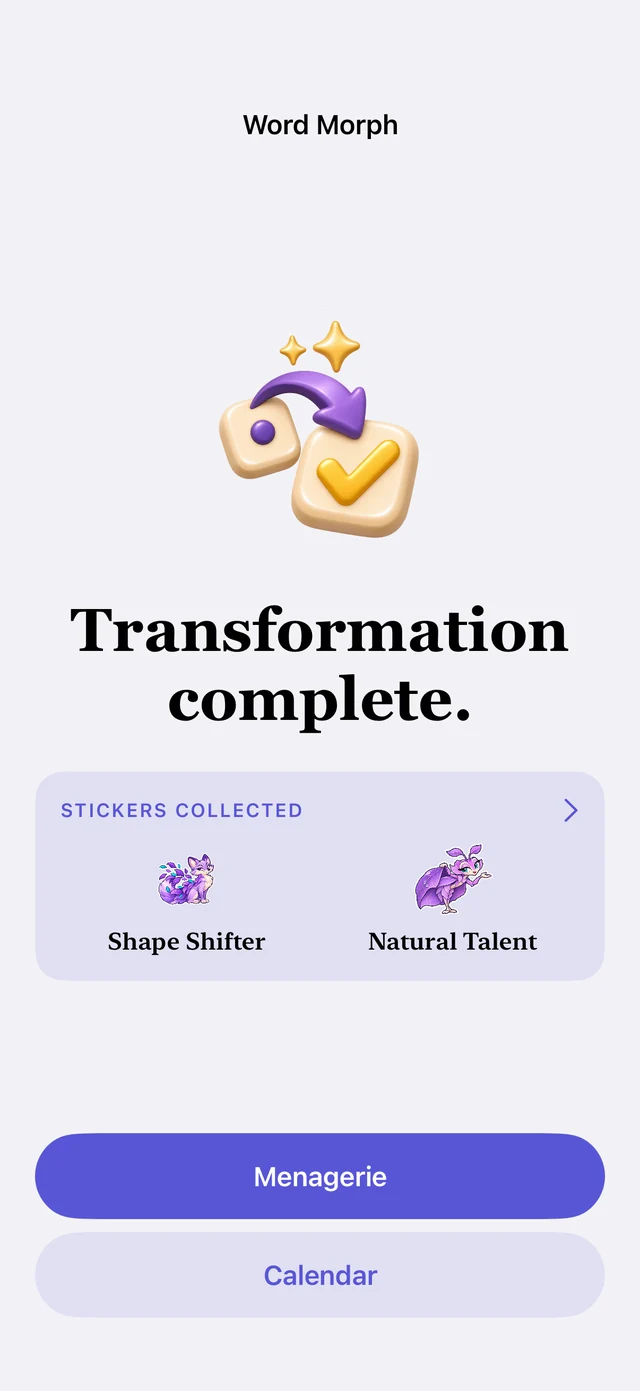 Word Morph
Transformation
complete.
STICKERS COLLECTED
Shape Shifter
Natural Talent
Menagerie
Calendar